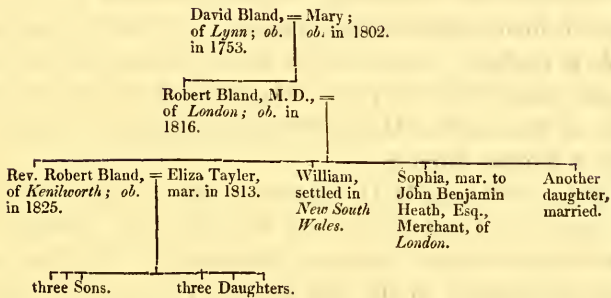 David Bland, = Mary;
of Lynn; ob. ob. in 1802.
in 1753.
Robert Bland, M. D., =
of London; ob. in
1816.
Rev. Robert Bland, = Eliza Tayler,
of Kenilworth; ob. mar. in 1813.
in 1825.
William,
settled in
New South
Wales.
Sophia, mar. to
John Benjamin
Heath, Esq.,
Merchant, of
London.
Another
daughter,
married.
three Sons. three Daughters.